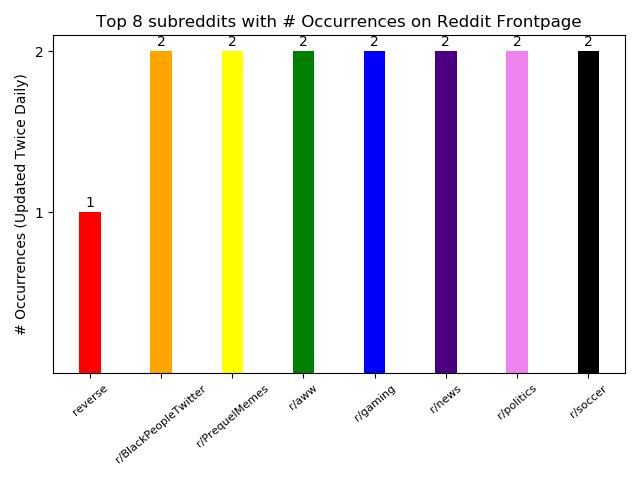 Top 8 subreddits with # Occurrences on Reddit Frontpage
# Occurrences (Updated Twice Daily)
2
1
1
2
2
2
2
2
2
2
reverse
r/BlackPeopleTwitter
r/PrequelMemes
r/aww
r/gaming
r/news
r/politics
r/soccer